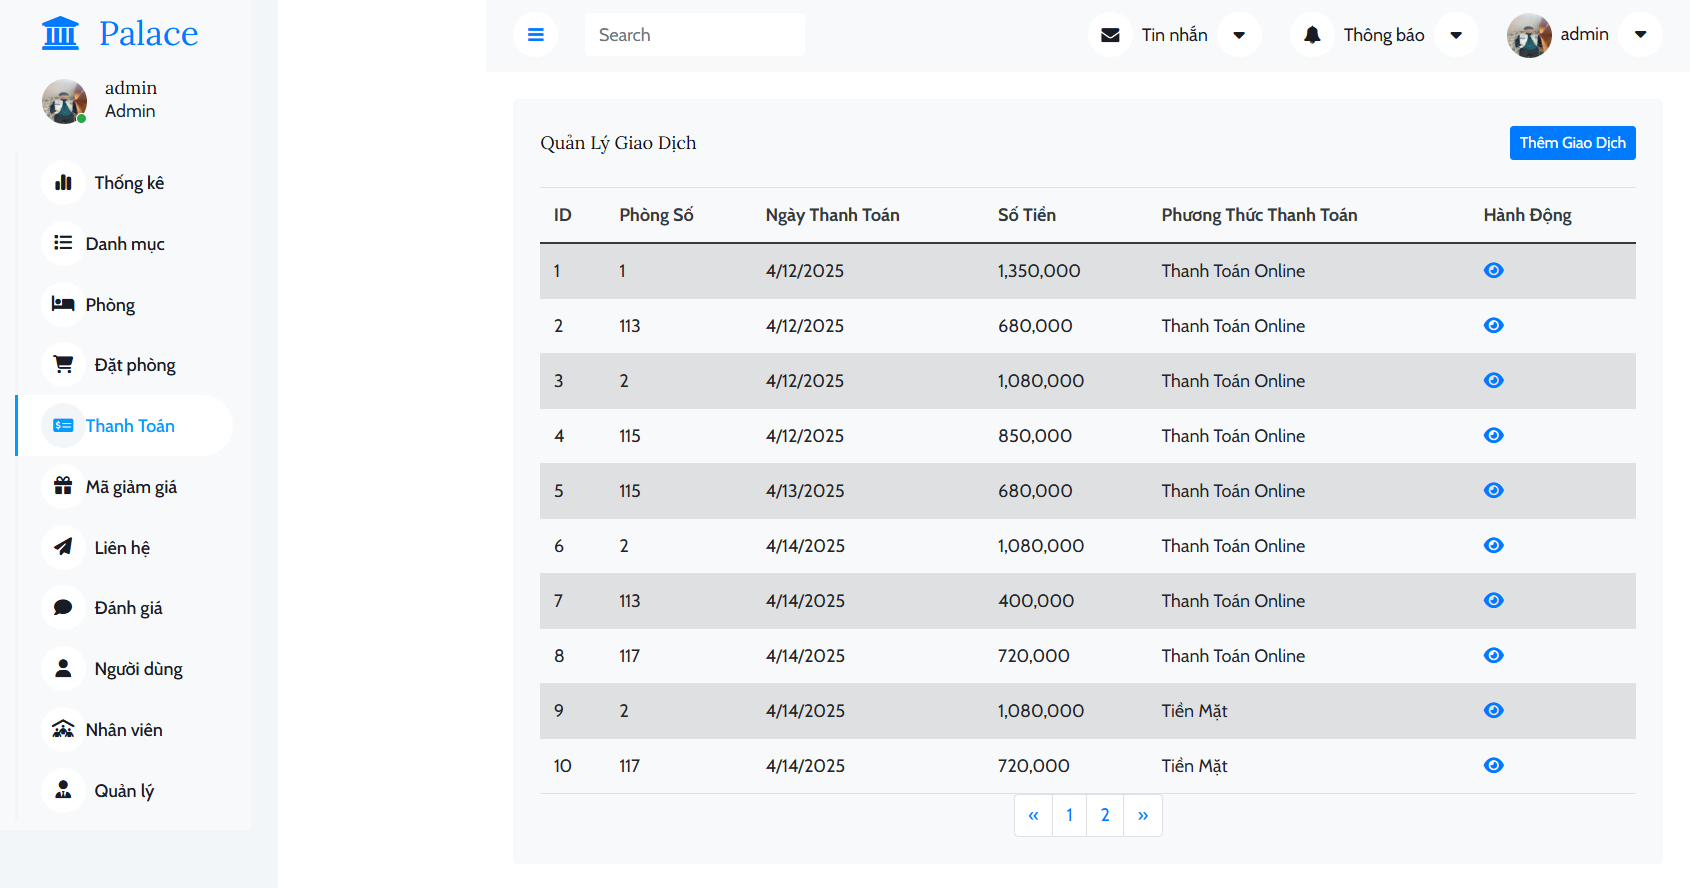 Palace
admin
Admin
Thống kê
Danh mục
Phòng
Đặt phòng
Thanh Toán
Mã giảm giá
Liên hệ
Đánh giá
Người dùng
Nhân viên
Quản lý
Search
Tin nhắn
Thông báo
admin
Quản Lý Giao Dịch
Thêm Giao Dịch
ID Phòng Số Ngày Thanh Toán Số Tiền Phương Thức Thanh Toán Hành Động
1 1 4/12/2025 1,350,000 Thanh Toán Online
2 113 4/12/2025 680,000 Thanh Toán Online
3 2 4/12/2025 1,080,000 Thanh Toán Online
4 115 4/12/2025 850,000 Thanh Toán Online
5 115 4/13/2025 680,000 Thanh Toán Online
6 2 4/14/2025 1,080,000 Thanh Toán Online
7 113 4/14/2025 400,000 Thanh Toán Online
8 117 4/14/2025 720,000 Thanh Toán Online
9 2 4/14/2025 1,080,000 Tiền Mặt
10 117 4/14/2025 720,000 Tiền Mặt
« 1 2 »